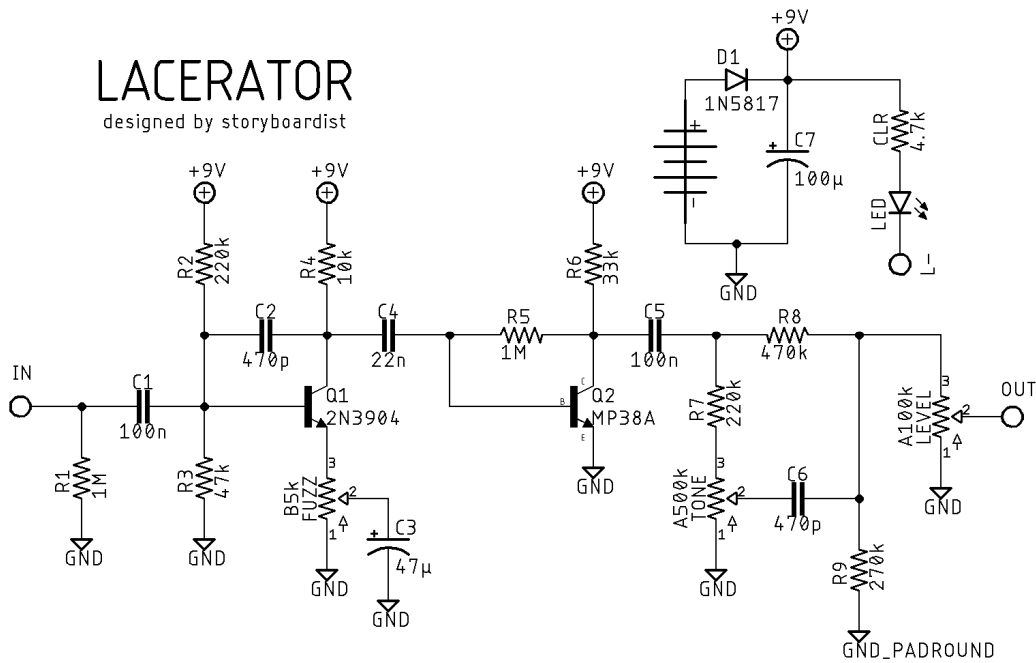 LACERATOR
designed by storyboardist
+9V
D1
1N5817
+
-
+
C7
100µ
CLR
4.7k
LED
L-
GND
+9V
R2
220k
+9V
R4
10k
+9V
R6
33k
C2
470p
C4
22n
R5
1M
C5
100n
R8
470k
IN
C1
100n
Q1
2N3904
C
B
E
Q2
MP38A
GND
R7
220k
3
A100k
LEVEL
2
1
OUT
GND
R1
1M
GND
R3
47k
GND
3
B5k
FUZZ
2
1
GND
+
C3
47µ
GND
3
A500k
TONE
2
1
GND
C6
470p
R9
270k
GND_PADROUND